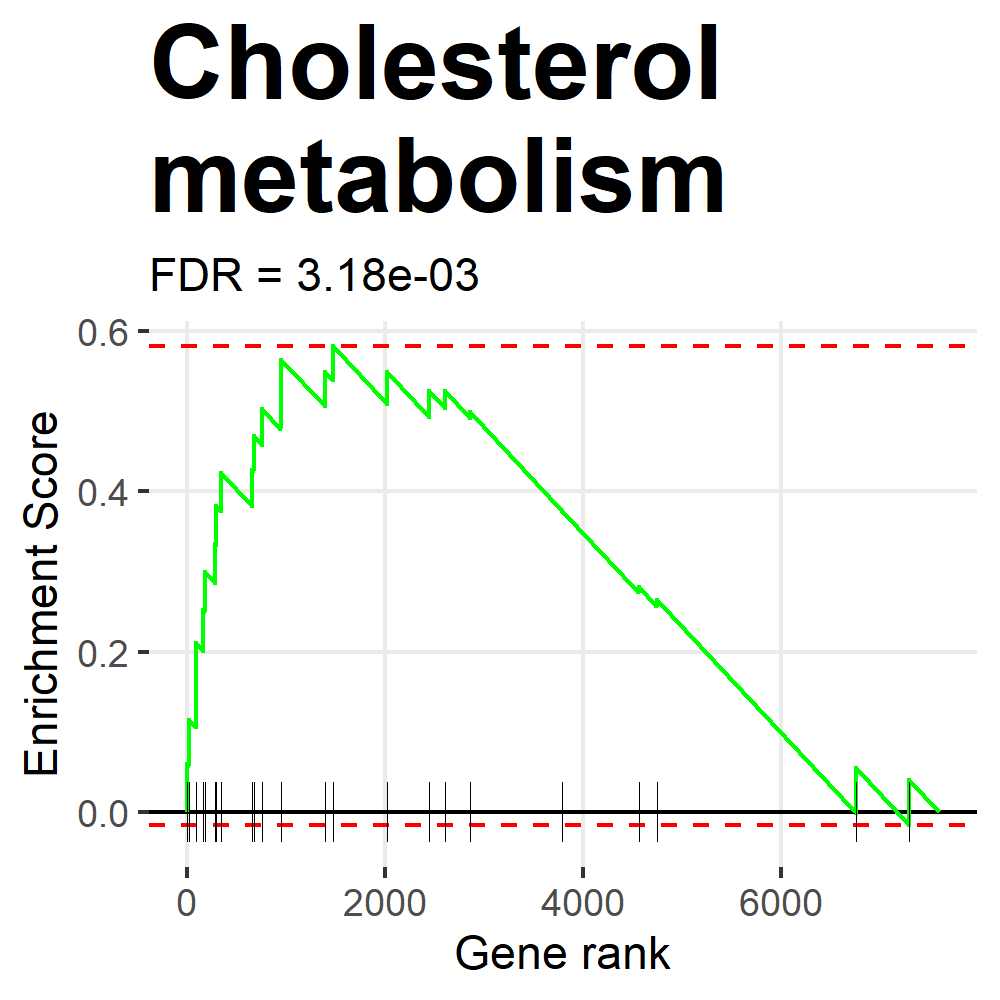 Cholesterol
metabolism
FDR = 3.18e-03
Enrichment Score
0.6
0.4
0.2
0.0
0 2000 4000 6000
Gene rank